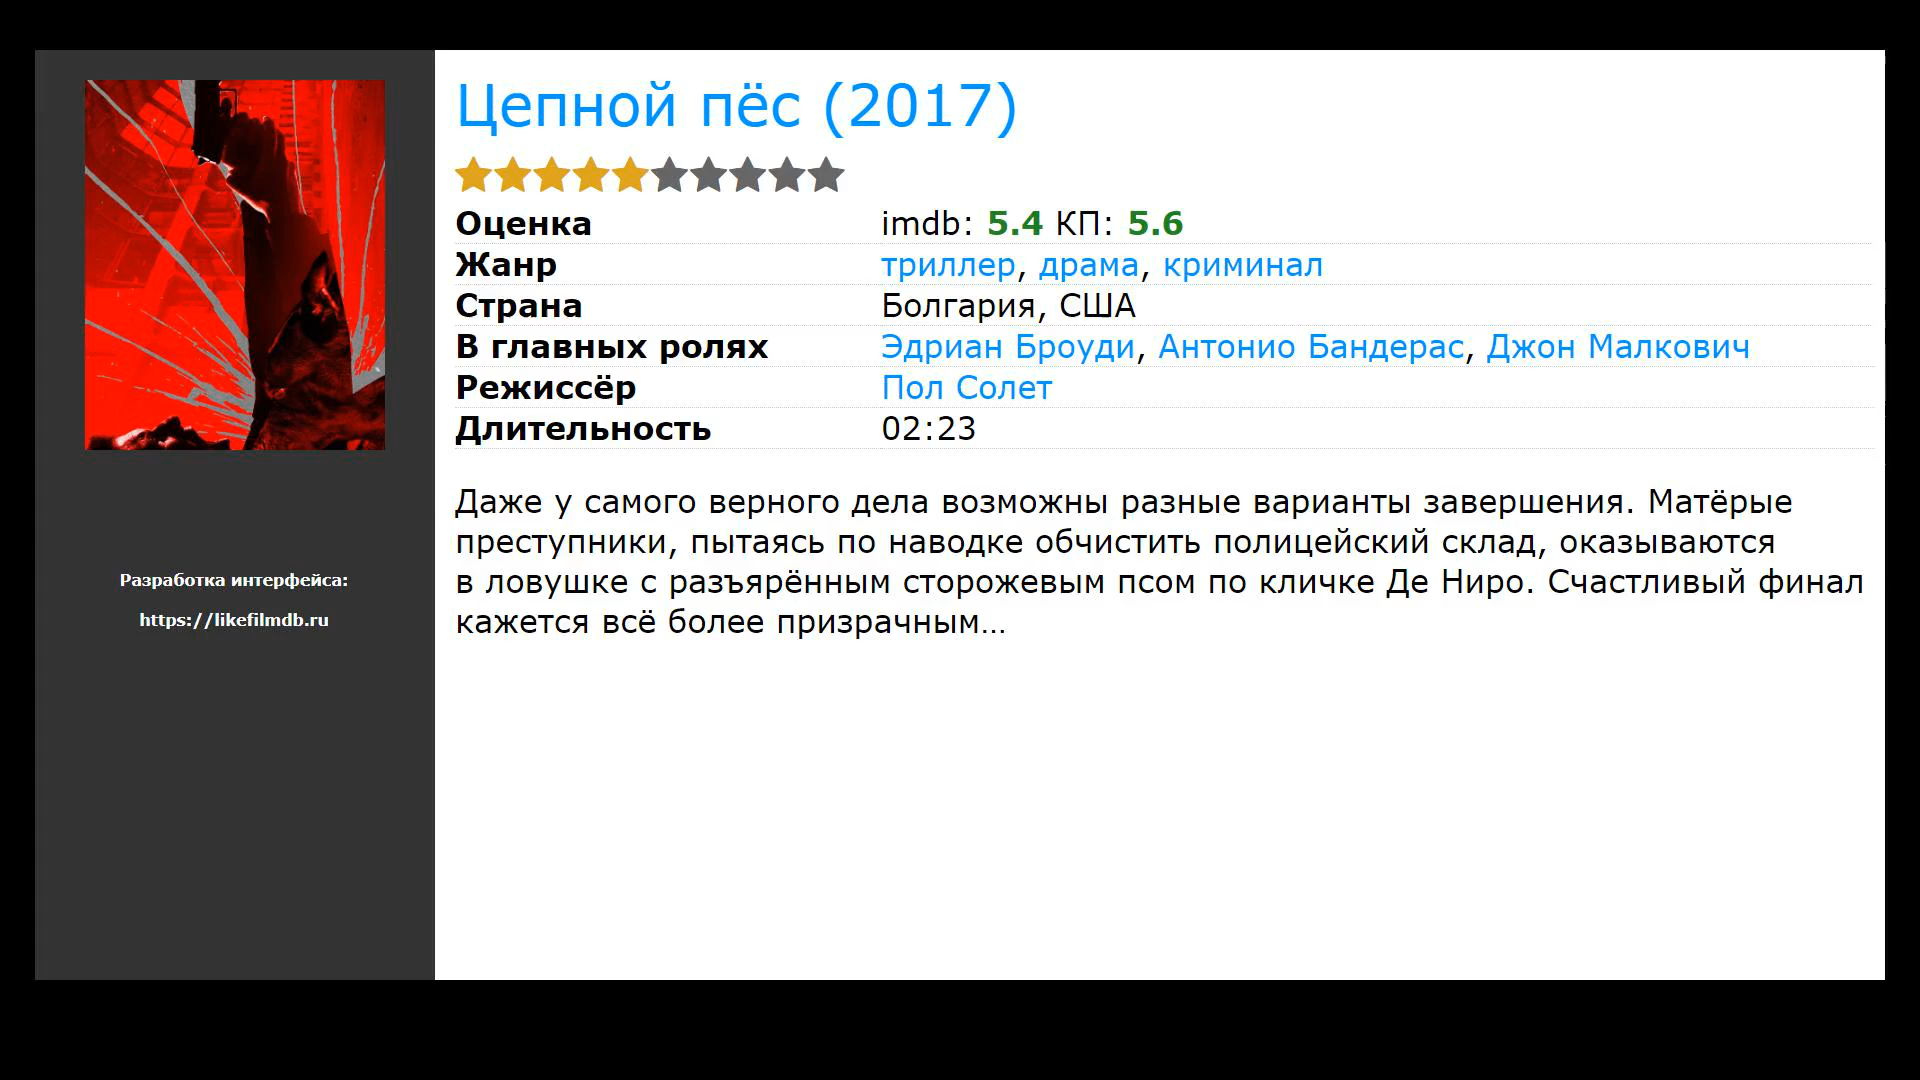 Цепной пёс (2017)
Оценка imdb: 5.4 КП: 5.6
Жанр триллер, драма, криминал
Страна Болгария, США
В главных ролях Эдриан Броуди, Антонио Бандерас, Джон Малкович
Режиссёр Пол Солет
Длительность 02:23
Даже у самого верного дела возможны разные варианты завершения. Матёрые
преступники, пытаясь по наводке обчистить полицейский склад, оказываются
в ловушке с разъярённым сторожевым псом по кличке Де Ниро. Счастливый финал
кажется всё более призрачным...
Разработка интерфейса:
https://likefilmdb.ru